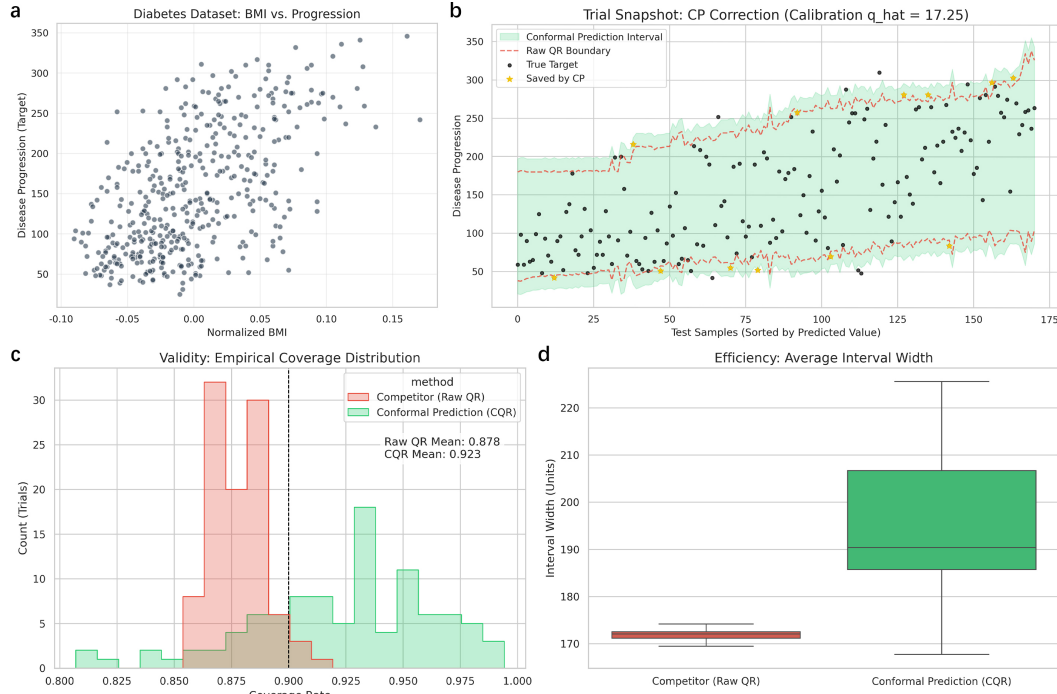 a
Diabetes Dataset: BMI vs. Progression
Disease Progression (Target)
350
300
250
200
150
100
50
-0.10
-0.05
0.00
0.05
0.10
0.15
Normalized BMI
b
Trial Snapshot: CP Correction (Calibration q_hat = 17.25)
Conformal Prediction Interval
Raw QR Boundary
True Target
Saved by CP
Disease Progression
350
300
250
200
150
100
50
0
25
50
75
100
125
150
175
Test Samples (Sorted by Predicted Value)
c
Validity: Empirical Coverage Distribution
method
Competitor (Raw QR)
Conformal Prediction (CQR)
Raw QR Mean: 0.878
CQR Mean: 0.923
Count (Trials)
30
25
20
15
10
5
0
0.800
0.825
0.850
0.875
0.900
0.925
0.950
0.975
1.000
Coverage Rate
d
Efficiency: Average Interval Width
Interval Width (Units)
220
210
200
190
180
170
Competitor (Raw QR)
Conformal Prediction (CQR)